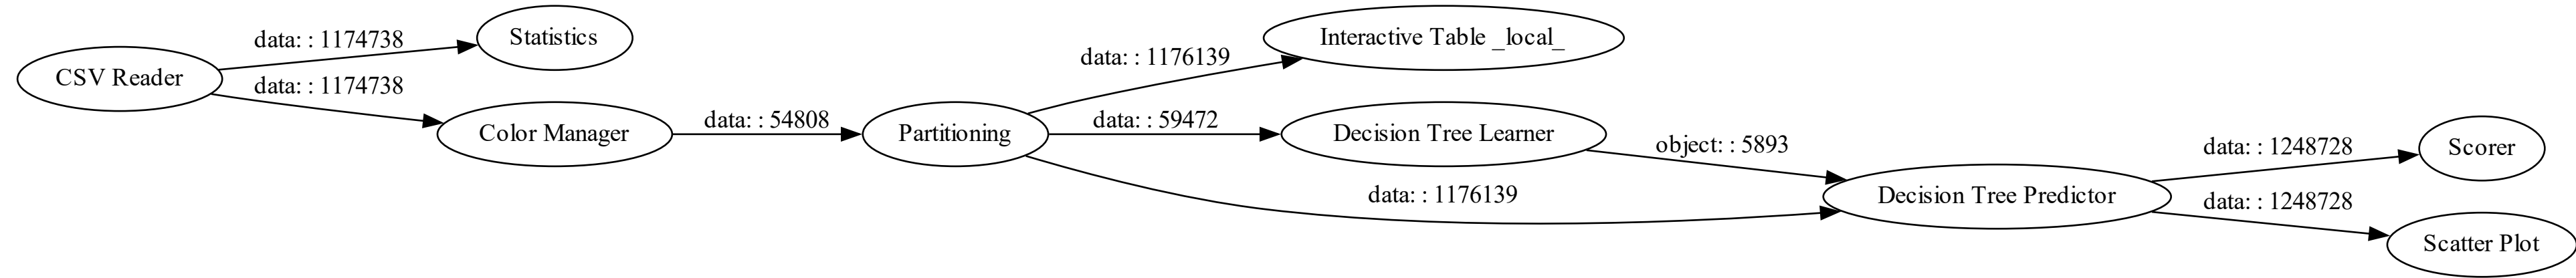 CSV Reader
data: : 1174738
Statistics
data: : 1174738
Color Manager
data: : 54808
Partitioning
data: : 1176139
Interactive Table _local_
data: : 59472
Decision Tree Learner
data: : 1176139
object: : 5893
Decision Tree Predictor
data: : 1248728
Scorer
data: : 1248728
Scatter Plot